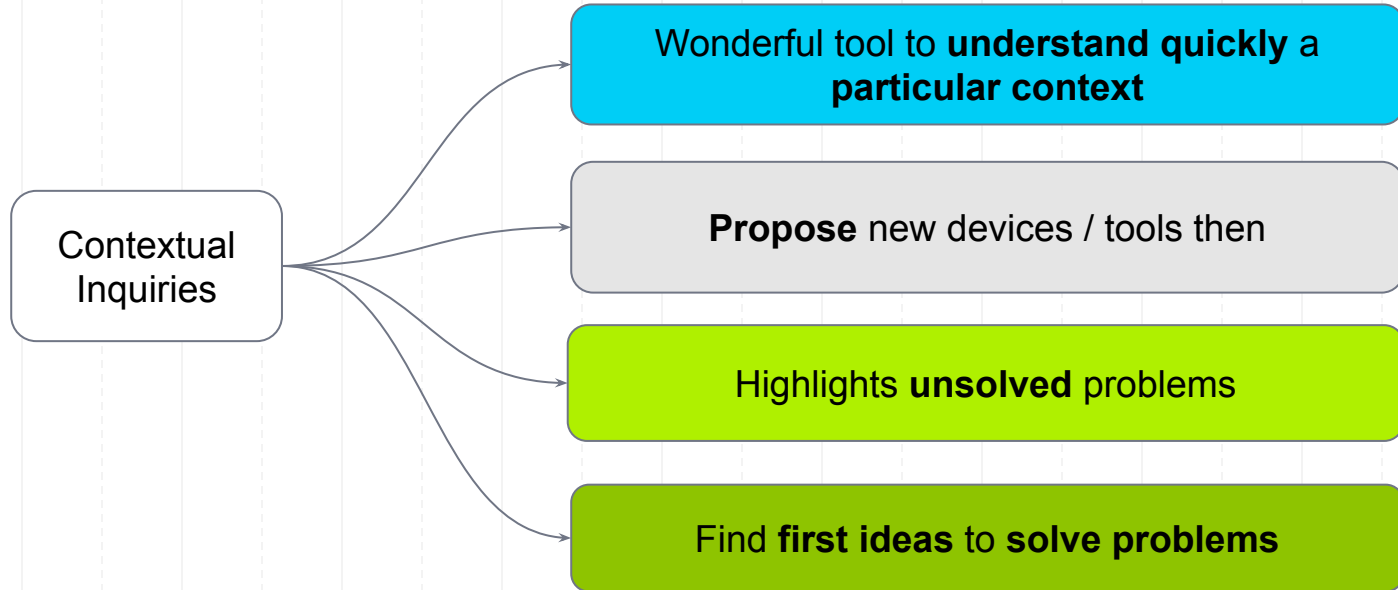 Wonderful tool to understand quickly a
particular context
Contextual
Inquiries
Propose new devices / tools then
Highlights unsolved problems
Find first ideas to solve problems